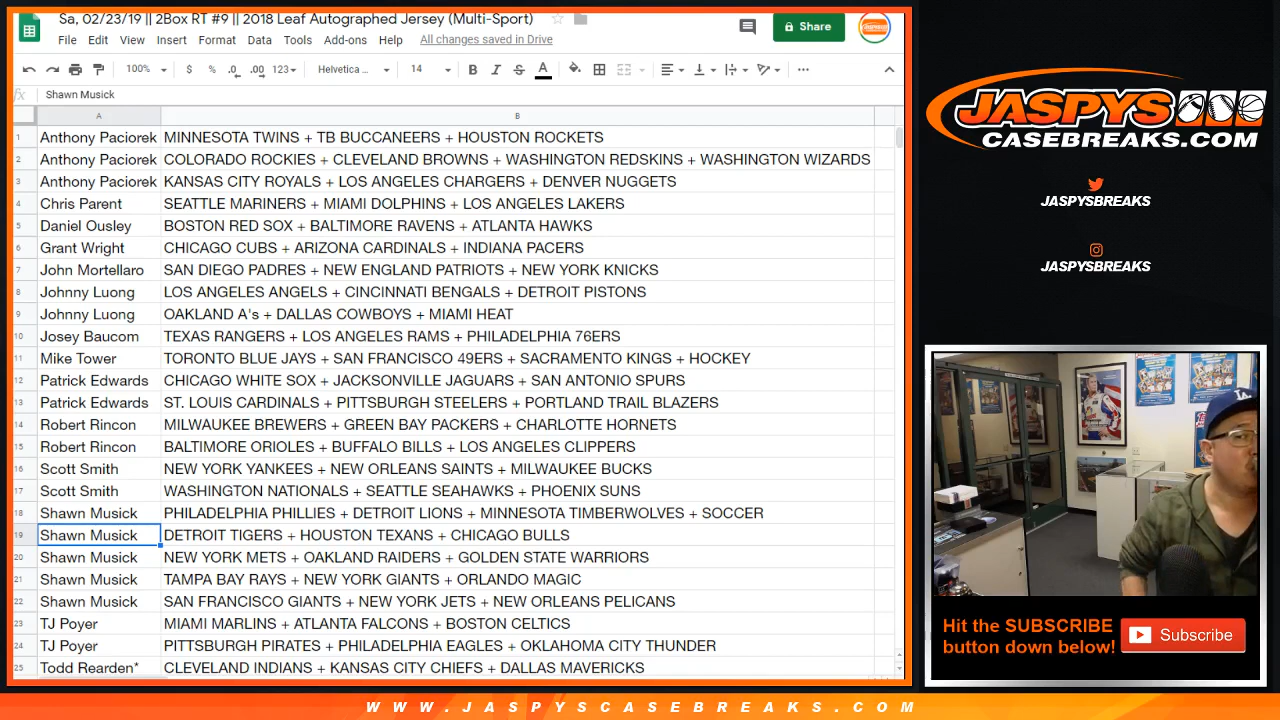 Sa, 02/23/19 || 2Box RT #9 || 2018 Leaf Autographed Jersey (Multi-Sport)
File Edit View Insert Format Data Tools Add-ons Help All changes saved in Drive
Share
100% $ % .0 .00 123 Helvetica ... 14 B I S A
fx Shawn Musick
A B
1 Anthony Paciorek MINNESOTA TWINS + TB BUCCANEERS + HOUSTON ROCKETS
2 Anthony Paciorek COLORADO ROCKIES + CLEVELAND BROWNS + WASHINGTON REDSKINS + WASHINGTON WIZARDS
3 Anthony Paciorek KANSAS CITY ROYALS + LOS ANGELES CHARGERS + DENVER NUGGETS
4 Chris Parent SEATTLE MARINERS + MIAMI DOLPHINS + LOS ANGELES LAKERS
5 Daniel Ousley BOSTON RED SOX + BALTIMORE RAVENS + ATLANTA HAWKS
6 Grant Wright CHICAGO CUBS + ARIZONA CARDINALS + INDIANA PACERS
7 John Mortellaro SAN DIEGO PADRES + NEW ENGLAND PATRIOTS + NEW YORK KNICKS
8 Johnny Luong LOS ANGELES ANGELS + CINCINNATI BENGALS + DETROIT PISTONS
9 Johnny Luong OAKLAND A's + DALLAS COWBOYS + MIAMI HEAT
10 Josey Baucom TEXAS RANGERS + LOS ANGELES RAMS + PHILADELPHIA 76ERS
11 Mike Tower TORONTO BLUE JAYS + SAN FRANCISCO 49ERS + SACRAMENTO KINGS + HOCKEY
12 Patrick Edwards CHICAGO WHITE SOX + JACKSONVILLE JAGUARS + SAN ANTONIO SPURS
13 Patrick Edwards ST. LOUIS CARDINALS + PITTSBURGH STEELERS + PORTLAND TRAIL BLAZERS
14 Robert Rincon MILWAUKEE BREWERS + GREEN BAY PACKERS + CHARLOTTE HORNETS
15 Robert Rincon BALTIMORE ORIOLES + BUFFALO BILLS + LOS ANGELES CLIPPERS
16 Scott Smith NEW YORK YANKEES + NEW ORLEANS SAINTS + MILWAUKEE BUCKS
17 Scott Smith WASHINGTON NATIONALS + SEATTLE SEAHAWKS + PHOENIX SUNS
18 Shawn Musick PHILADELPHIA PHILLIES + DETROIT LIONS + MINNESOTA TIMBERWOLVES + SOCCER
19 Shawn Musick DETROIT TIGERS + HOUSTON TEXANS + CHICAGO BULLS
20 Shawn Musick NEW YORK METS + OAKLAND RAIDERS + GOLDEN STATE WARRIORS
21 Shawn Musick TAMPA BAY RAYS + NEW YORK GIANTS + ORLANDO MAGIC
22 Shawn Musick SAN FRANCISCO GIANTS + NEW YORK JETS + NEW ORLEANS PELICANS
23 TJ Poyer MIAMI MARLINS + ATLANTA FALCONS + BOSTON CELTICS
24 TJ Poyer PITTSBURGH PIRATES + PHILADELPHIA EAGLES + OKLAHOMA CITY THUNDER
25 Todd Rearden* CLEVELAND INDIANS + KANSAS CITY CHIEFS + DALLAS MAVERICKS
JASPYS
CASEBREAKS.COM
JASPYSBREAKS
JASPYSBREAKS
LA
Hit the SUBSCRIBE
button down below!
Subscribe
WWW.JASPYSCASEBREAKS.COM